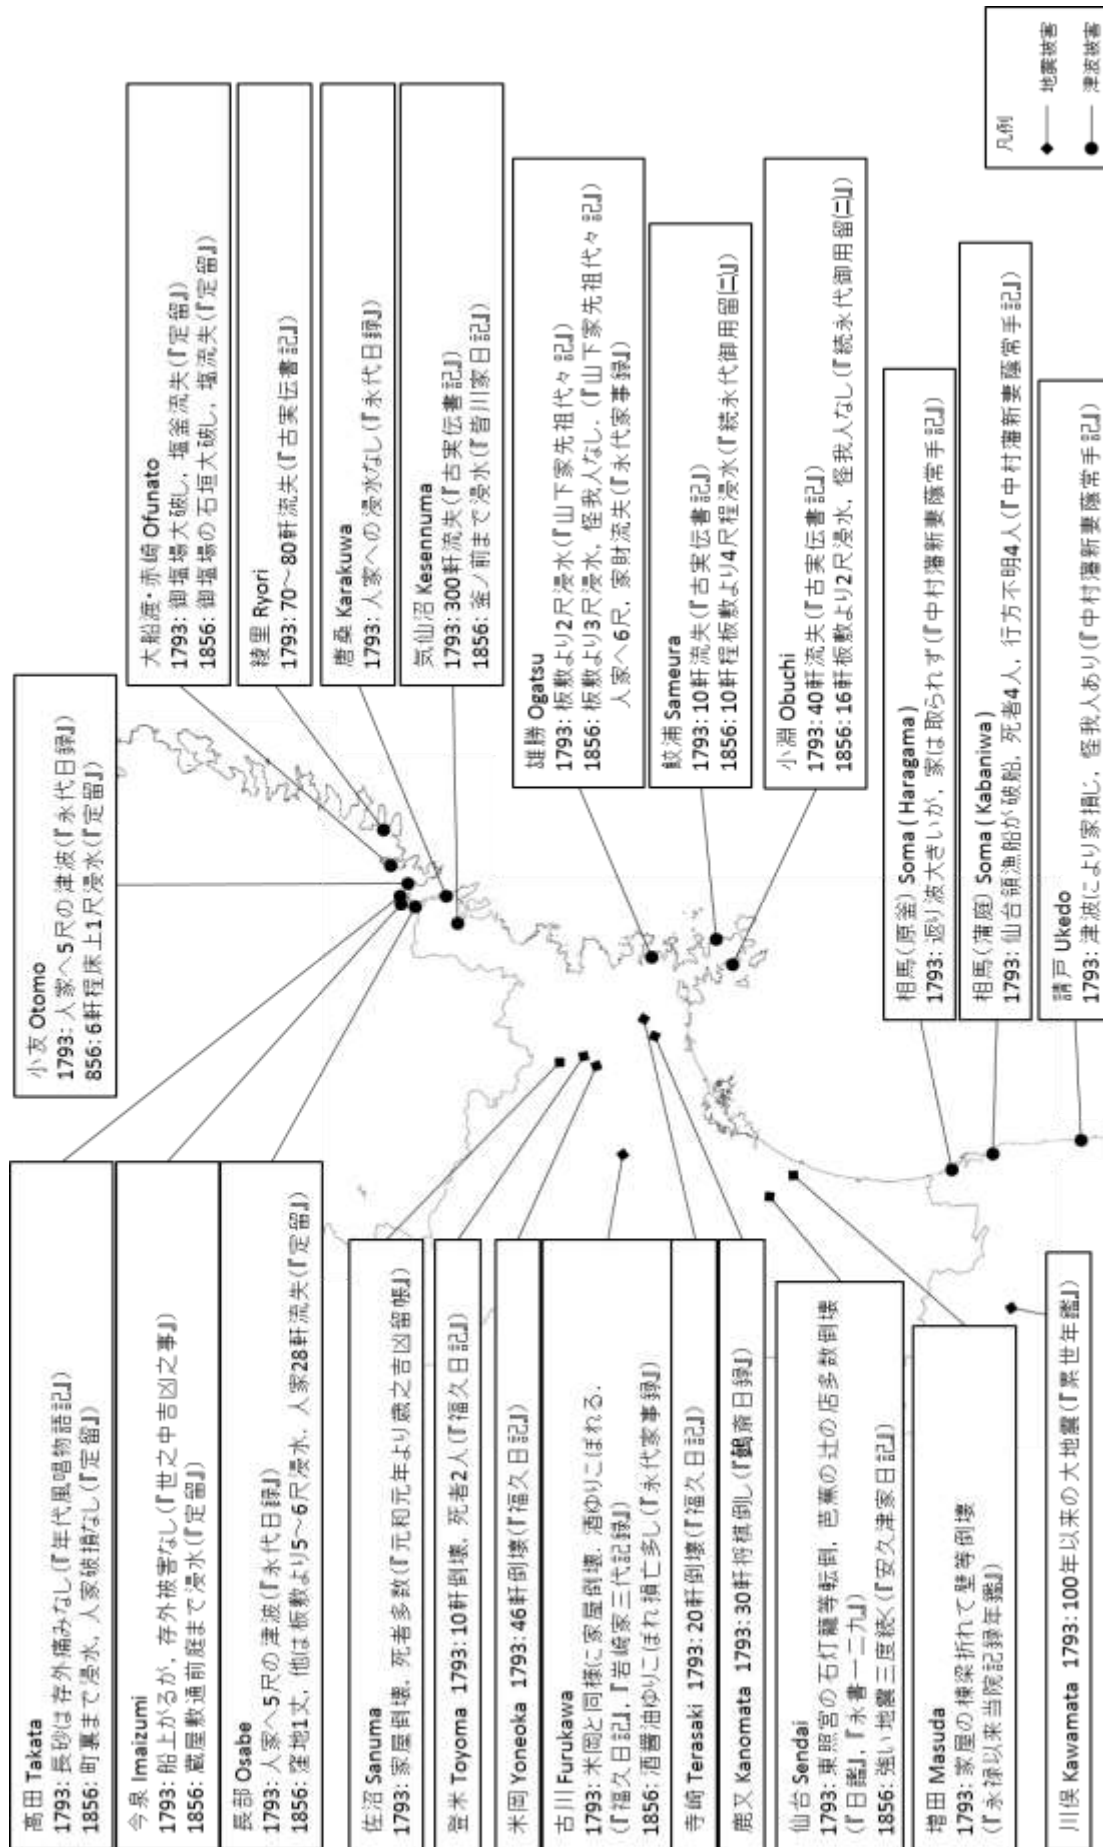 高田 Takata
1793: 長砂は存外痛みなし(『年代風唱物語記』)
1856: 町裏まで浸水, 人家破損なし(『定留』)
今泉 Imaizumi
1793: 船上がるが, 存外被害なし(『世之中吉凶之事』)
1856: 蔵屋敷通前庭まで浸水(『定留』)
長部 Osabe
1793: 人家へ5尺の津波(『永代日録』)
1856: 窪地1丈, 他は板敷より5～6尺浸水, 人家28軒流失(『定留』)
佐沼 Sanuma
1793: 家屋倒壊, 死者多数(『元和元年より歳之吉凶留帳』)
登米 Toyoma 1793: 10軒倒壊, 死者2人(『福久日記』)
米岡 Yoneoka 1793: 46軒倒壊(『福久日記』)
古川 Furukawa
1793: 米岡と同様に家屋倒壊. 酒ゆりこぼれる.
(『福久日記』, 『岩崎家三代記録』)
1856: 酒醤油ゆりこぼれ損亡多し(『永代家事録』)
寺崎 Terasaki 1793: 20軒倒壊(『福久日記』)
鹿又 Kanomata 1793: 30軒将棋倒し(『鶴斎日録』)
仙台 Sendai
1793: 東照宮の石灯籠等転倒, 芭蕉の辻の店多数倒壊
(『日鑑』, 『永書一二九』)
1856: 強い地震三度続く(『安久津家日記』)
増田 Masuda
1793: 家屋の棟梁折れて壁等倒壊
(『永禄以来当院記録年鑑』)
川俣 Kawamata 1793: 100年以来の大地震(『累世年鑑』)
小友 Otomo
1793: 人家へ5尺の津波(『永代日録』)
856: 6軒程床上1尺浸水(『定留』)
大船渡・赤崎 Ofunato
1793: 御塩場大破し, 塩釜流失(『定留』)
1856: 御塩場の石垣大破し, 塩流失(『定留』)
綾里 Ryori
1793: 70～80軒流失(『古実伝書記』)
唐桑 Karakuwa
1793: 人家への浸水なし(『永代日録』)
気仙沼 Kesennuma
1793: 300軒流失(『古実伝書記』)
1856: 釜ノ前まで浸水(『皆川家日記』)
雄勝 Ogatsu
1793: 板敷より2尺浸水(『山下家先祖代々記』)
1856: 板敷より3尺浸水, 怪我人なし. (『山下家先祖代々記』)
人家へ6尺, 家財流失(『永代家事録』)
鮫浦 Sameura
1793: 10軒流失(『古実伝書記』)
1856: 10軒程板敷より4尺程浸水(『続永代御用留(二)』)
小淵 Obuchi
1793: 40軒流失(『古実伝書記』)
1856: 16軒板敷より2尺浸水, 怪我人なし(『続永代御用留(二)』)
相馬(原釜) Soma ( Haragama)
1793: 返り波大きいが, 家は取られず(『中村藩新妻蔭常手記』)
相馬(蒲庭) Soma ( Kabaniwa)
1793: 仙台領漁船が破船, 死者4人, 行方不明4人(『中村藩新妻蔭常手記』)
請戸 Ukedo
1793: 津波により家損じ, 怪我人あり(『中村藩新妻蔭常手記』)
凡例
地震被害
津波被害